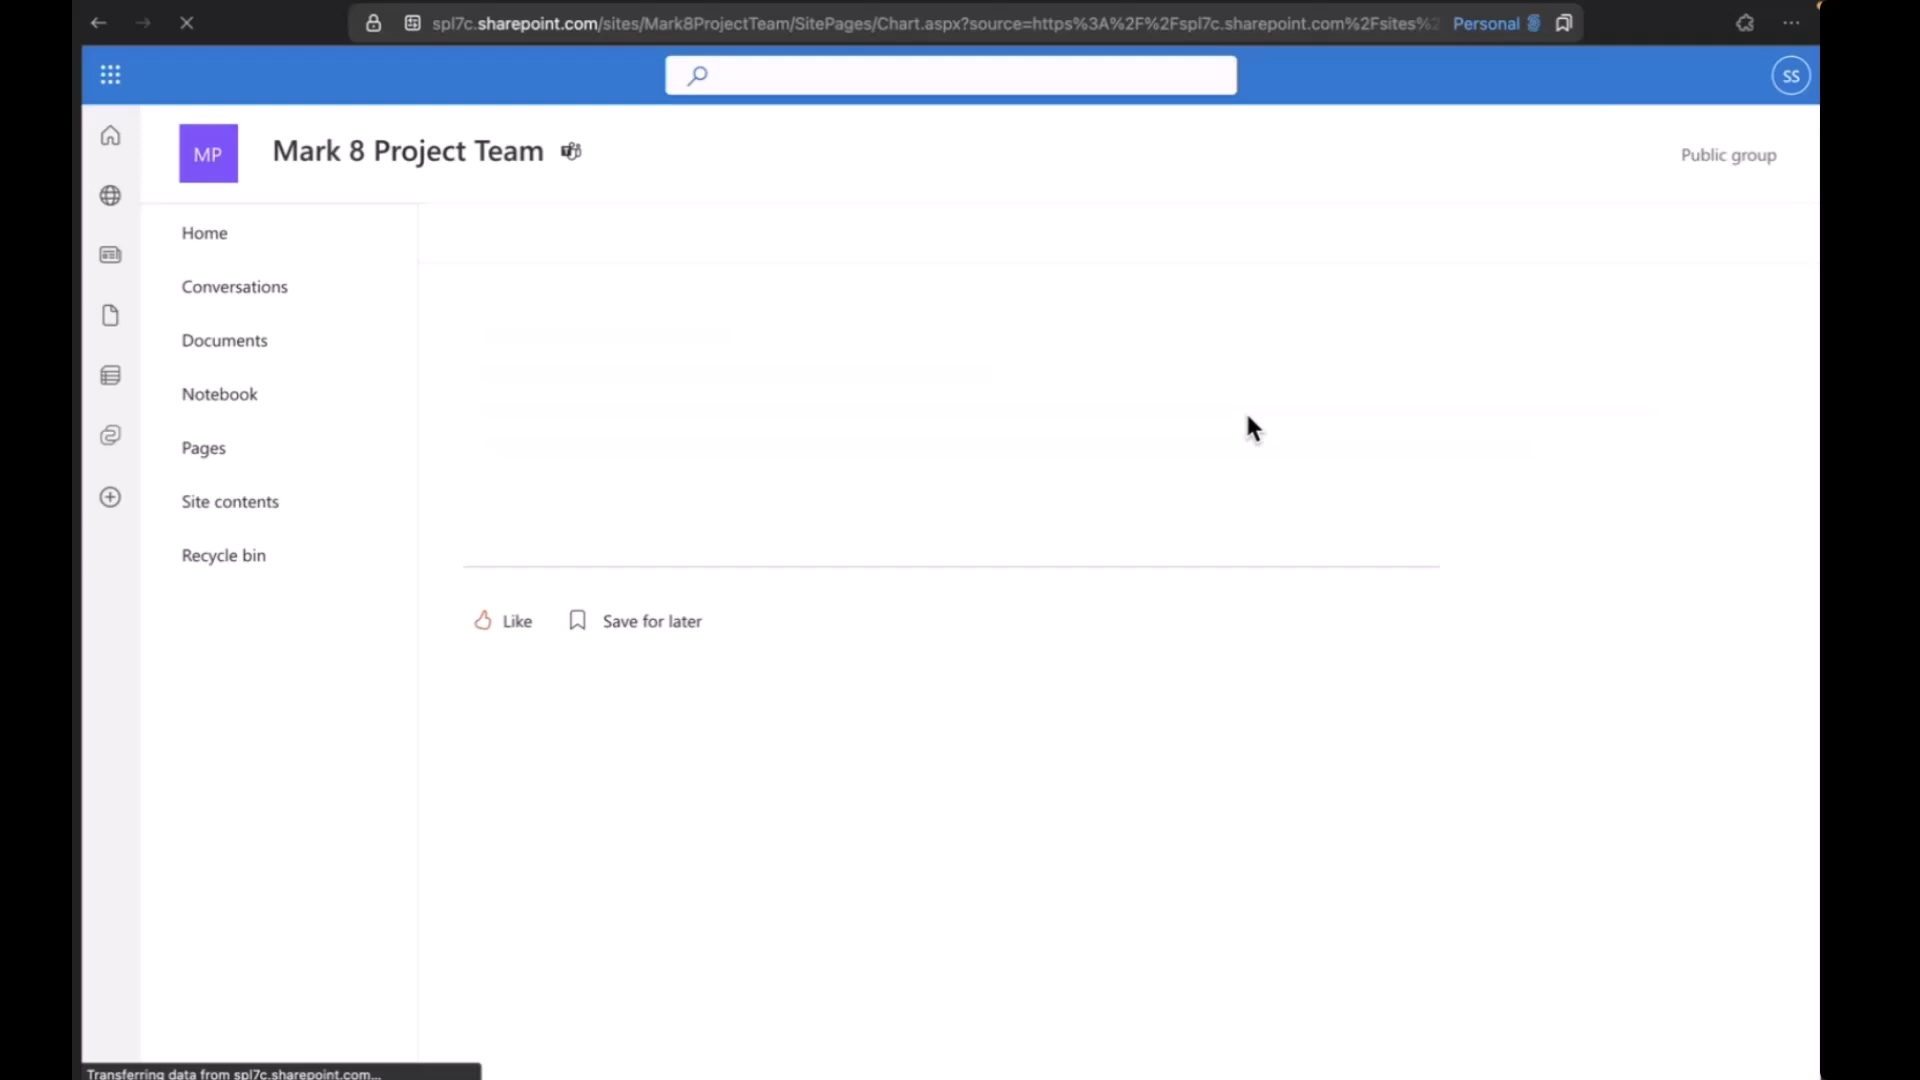 spl7c.sharepoint.com/sites/Mark8ProjectTeam/SitePages/Chart.aspx?source=https%3A%2F%2Fspl7c.sharepoint.com%2Fsites%2
Personal
SS
MP
Mark 8 Project Team
Public group
Home
Conversations
Documents
Notebook
Pages
Site contents
Recycle bin
Like
Save for later
Transferring data from spl7c.sharepoint.com...